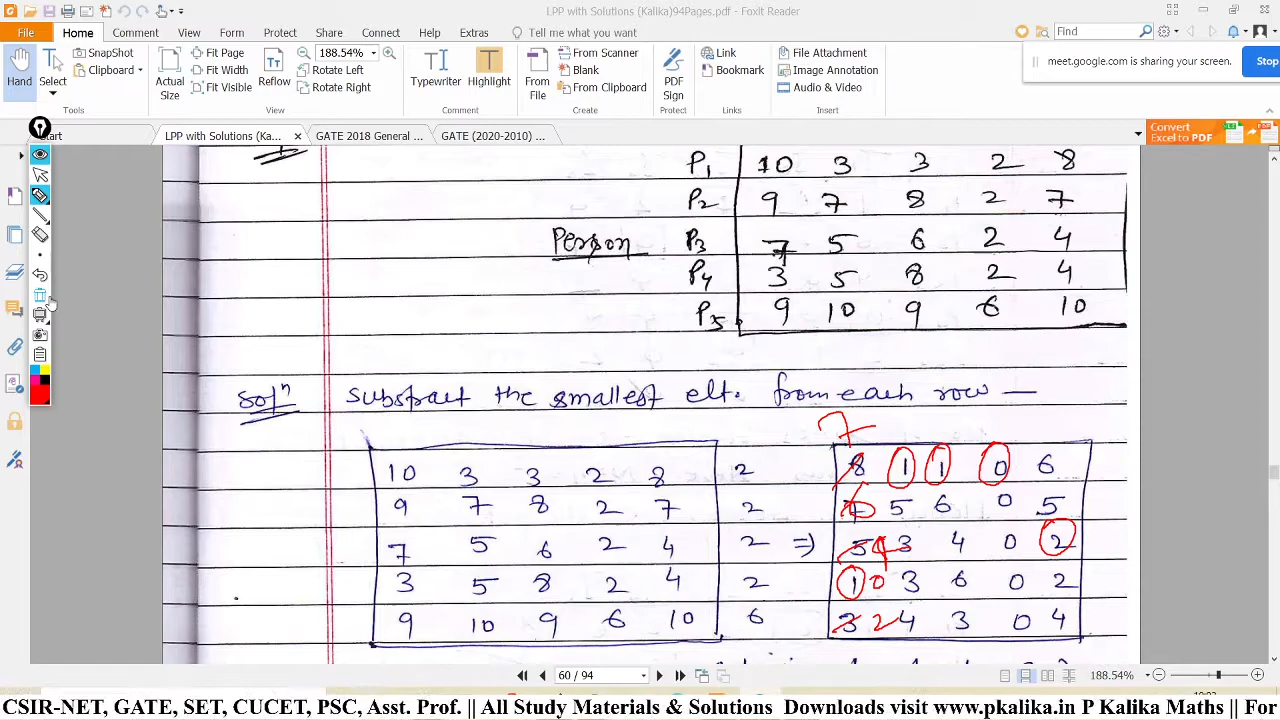 LPP with Solutions (Kalika)94Pages.pdf - Foxit Reader
File Home Comment View Form Protect Share Connect Help Extras Tell me what you want... Find
SnapShot Fit Page 188.54% From Scanner Link File Attachment
Clipboard Fit Width Rotate Left Blank Bookmark Image Annotation
Fit Visible Rotate Right From Clipboard Audio & Video
Hand Select Actual Size Reflow Typewriter Highlight From File PDF Sign
Tools View Comment Create Protect Links Insert
meet.google.com is sharing your screen. Stop
Start LPP with Solutions (Ka... GATE 2018 General ... GATE (2020-2010) ... Convert Excel to PDF
P1 10 3 3 2 8
P2 9 7 8 2 7
Person P3 7 5 6 2 4
P4 3 5 8 2 4
P5 9 10 9 6 10
Solⁿ Substract the smallest elt. from each row —
7
10 3 3 2 8 2 8 1 1 0 6
9 7 8 2 7 2 7 6 5 6 0 5
7 5 6 2 4 2 => 5 4 3 4 0 2
3 5 8 2 4 2 1 0 3 6 0 2
9 10 9 6 10 6 3 2 4 3 0 4
60 / 94 188.54%
CSIR-NET, GATE, SET, CUCET, PSC, Asst. Prof. || All Study Materials & Solutions Downloads visit www.pkalika.in P Kalika Maths || For